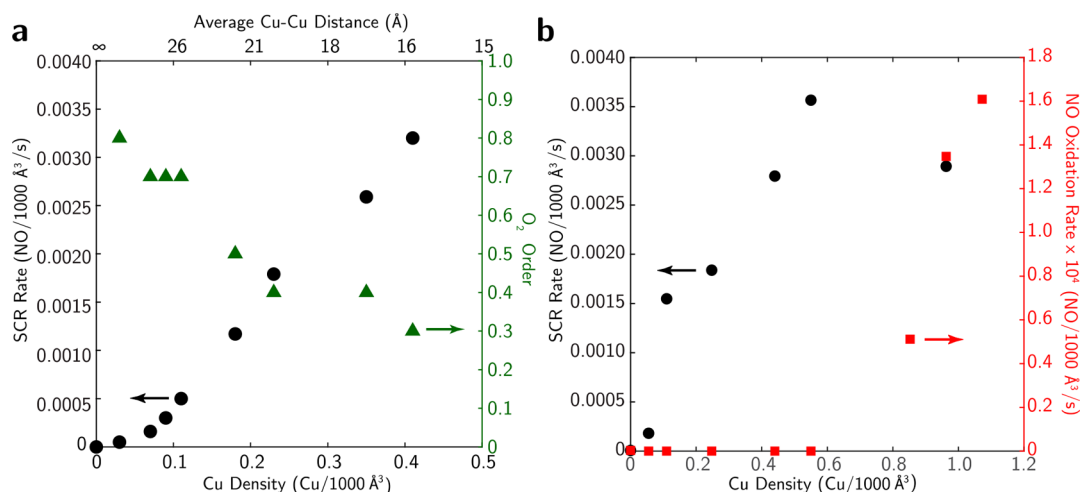 a
Average Cu-Cu Distance (Å)
∞ 26 21 18 16 15
0.0040 0.0035 0.0030 0.0025 0.0020 0.0015 0.0010 0.0005 0
SCR Rate (NO/1000 Å³/s)
1.0 0.9 0.8 0.7 0.6 0.5 0.4 0.3 0.2 0.1 0
O₂ Order
0 0.1 0.2 0.3 0.4 0.5
Cu Density (Cu/1000 Å³)
b
0.0040 0.0035 0.0030 0.0025 0.0020 0.0015 0.0010 0.0005 0
SCR Rate (NO/1000 Å³/s)
1.8 1.6 1.4 1.2 1.0 0.8 0.6 0.4 0.2 0
NO Oxidation Rate × 10⁴ (NO/1000 Å³/s)
0 0.2 0.4 0.6 0.8 1.0 1.2
Cu Density (Cu/1000 Å³)